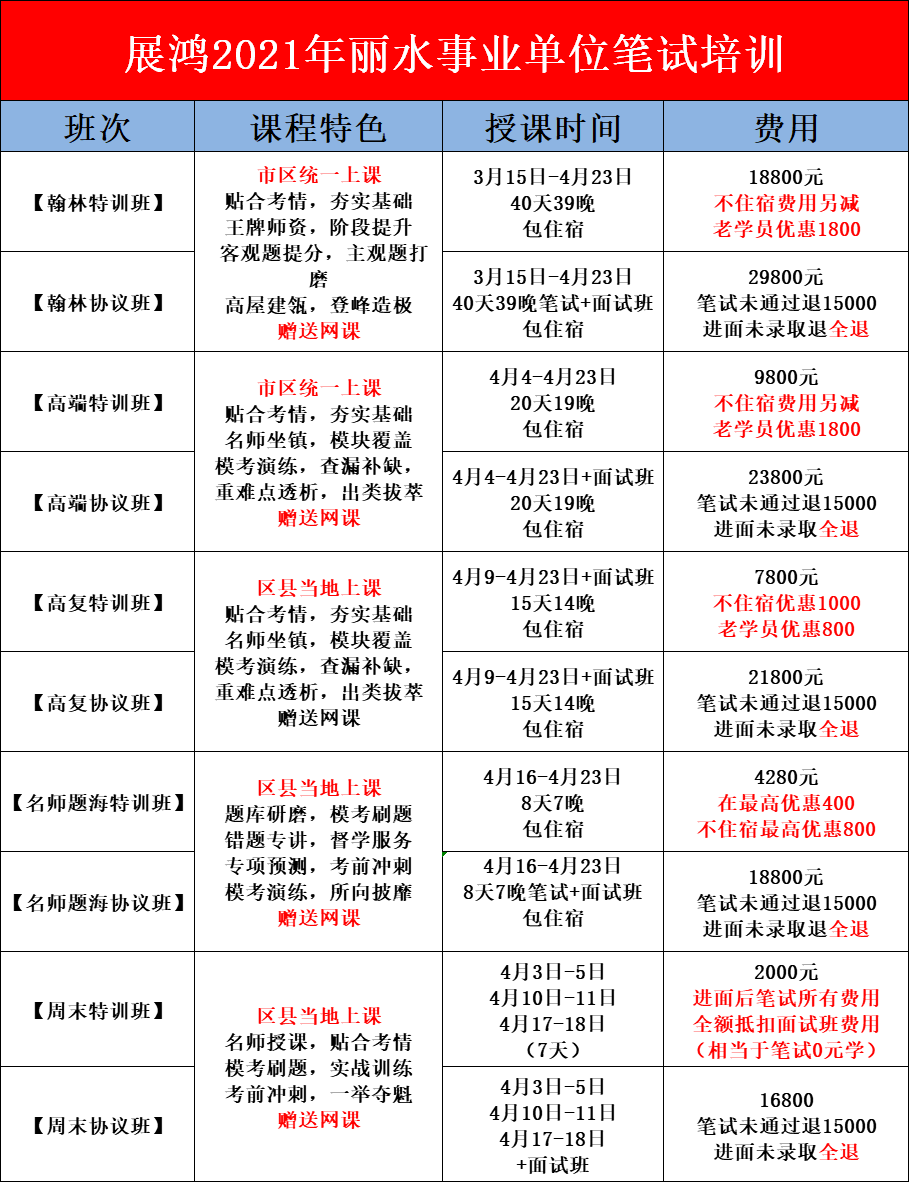 展鸿2021年丽水事业单位笔试培训
班次
课程特色
授课时间
费用
【翰林特训班】
市区统一上课
贴合考情，夯实基础
王牌师资，阶段提升
客观题提分，主观题打
磨
高屋建瓴，登峰造极
赠送网课
3月15日-4月23日
40天39晚
包住宿
18800元
不住宿费用另减
老学员优惠1800
【翰林协议班】
3月15日-4月23日
40天39晚笔试+面试班
包住宿
29800元
笔试未通过退15000
进面未录取退全退
【高端特训班】
市区统一上课
贴合考情，夯实基础
名师坐镇，模块覆盖
模考演练，查漏补缺，
重难点透析，出类拔萃
赠送网课
4月4-4月23日
20天19晚
包住宿
9800元
不住宿费用另减
老学员优惠1800
【高端协议班】
4月4-4月23日+面试班
20天19晚
包住宿
23800元
笔试未通过退15000
进面未录取全退
【高复特训班】
区县当地上课
贴合考情，夯实基础
名师坐镇，模块覆盖
模考演练，查漏补缺，
重难点透析，出类拔萃
赠送网课
4月9-4月23日+面试班
15天14晚
包住宿
7800元
不住宿优惠1000
老学员优惠800
【高复协议班】
4月9-4月23日+面试班
15天14晚
包住宿
21800元
笔试未通过退15000
进面未录取全退
【名师题海特训班】
区县当地上课
题库研磨，模考刷题
错题专讲，督学服务
专项预测，考前冲刺
模考演练，所向披靡
赠送网课
4月16-4月23日
8天7晚
包住宿
4280元
在最高优惠400
不住宿最高优惠800
【名师题海协议班】
4月16-4月23日
8天7晚笔试+面试班
包住宿
18800元
笔试未通过退15000
进面未录取退全退
【周末特训班】
区县当地上课
名师授课，贴合考情
模考刷题，实战训练
考前冲刺，一举夺魁
赠送网课
4月3日-5日
4月10日-11日
4月17-18日
（7天）
2000元
进面后笔试所有费用
全额抵扣面试班费用
（相当于笔试0元学）
【周末协议班】
4月3日-5日
4月10日-11日
4月17-18日
+面试班
16800
笔试未通过退15000
进面未录取全退